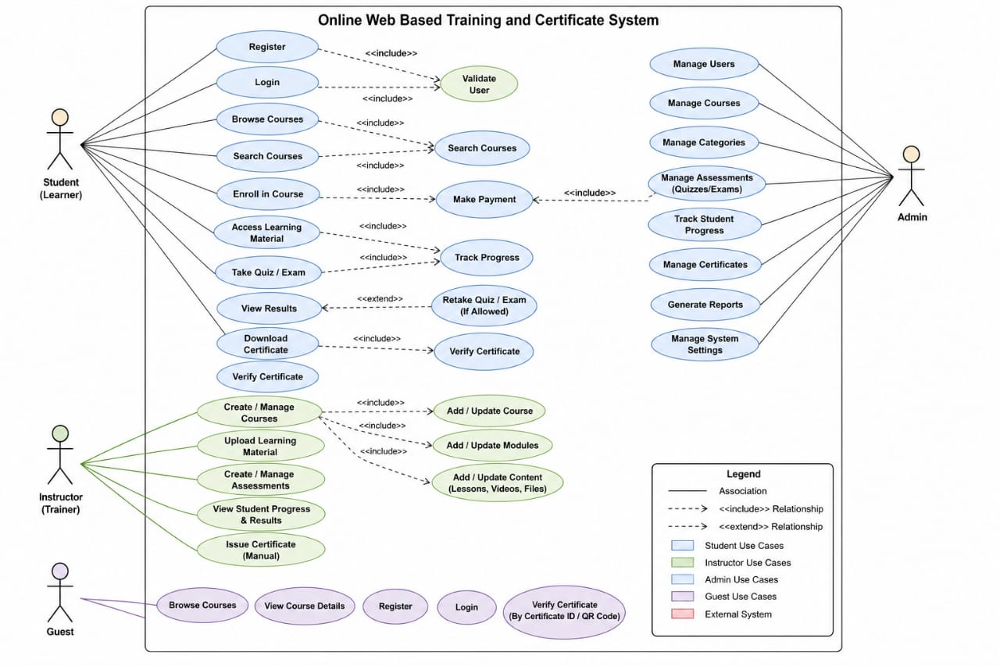 Online Web Based Training and Certificate System
Register
<<include>>
Login
Validate
User
<<include>>
Browse Courses
<<include>>
Search Courses
Search Courses
<<include>>
Enroll in Course
<<include>>
Make Payment
<<include>>
Access Learning
Material
<<include>>
Take Quiz / Exam
<<include>>
Track Progress
View Results
<<extend>>
Retake Quiz / Exam
(If Allowed)
Download
Certificate
<<include>>
Verify Certificate
Verify Certificate
Student
(Learner)
Manage Users
Manage Courses
Manage Categories
Manage Assessments
(Quizzes/Exams)
Track Student
Progress
Manage Certificates
Generate Reports
Manage System
Settings
Admin
Create / Manage
Courses
<<include>>
Add / Update Course
<<include>>
Add / Update Modules
<<include>>
Add / Update Content
(Lessons, Videos, Files)
Upload Learning
Material
Create / Manage
Assessments
View Student Progress
& Results
Issue Certificate
(Manual)
Instructor
(Trainer)
Guest
Browse Courses
View Course Details
Register
Login
Verify Certificate
(By Certificate ID / QR Code)
Legend
Association
<<include>> Relationship
<<extend>> Relationship
Student Use Cases
Instructor Use Cases
Admin Use Cases
Guest Use Cases
External System